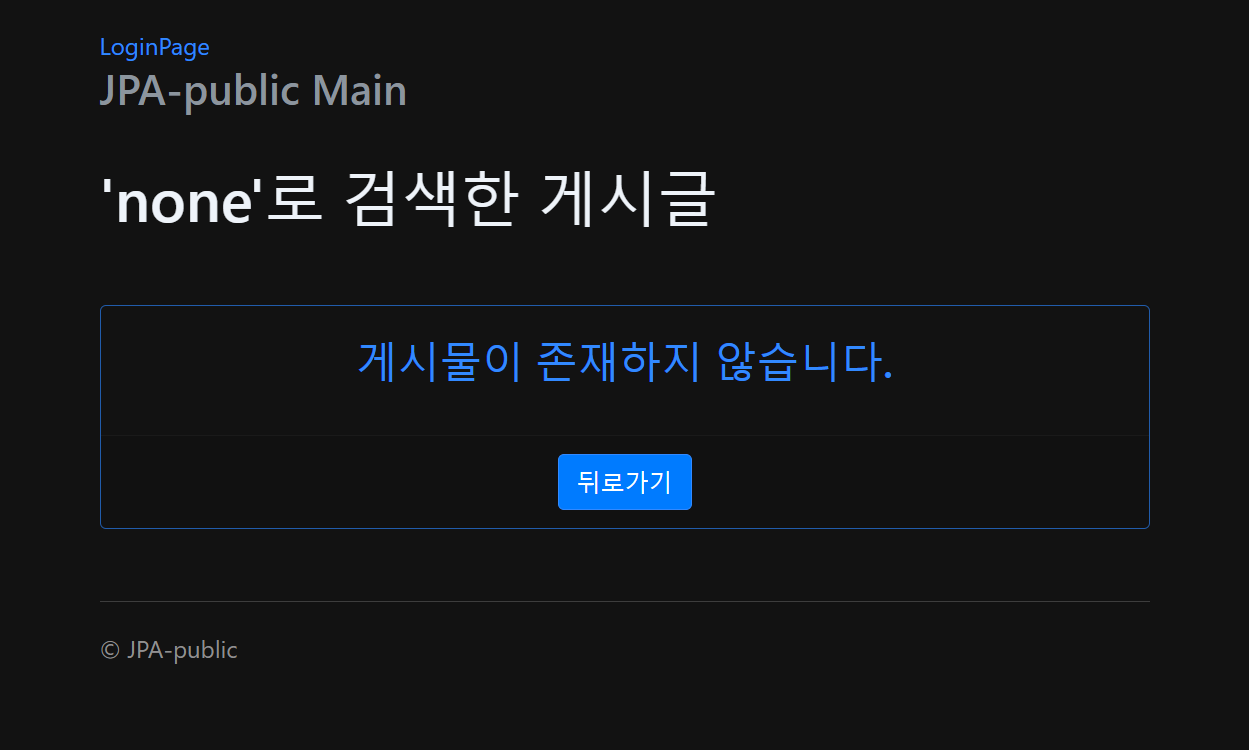 LoginPage
JPA-public Main
'none'로 검색한 게시글
게시물이 존재하지 않습니다.
뒤로가기
© JPA-public